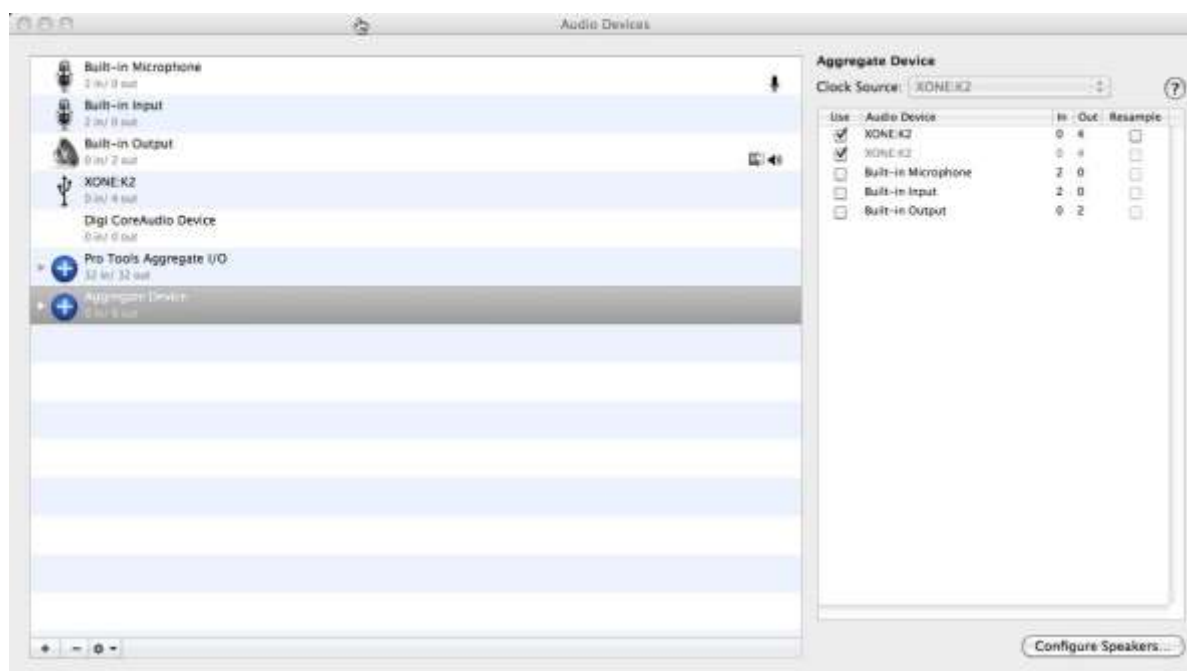 Audio Devices
Built-in Microphone
2 in/ 0 out
Built-in Input
2 in/ 0 out
Built-in Output
0 in/ 2 out
XONE:K2
0 in/ 4 out
Digi CoreAudio Device
0 in/ 0 out
Pro Tools Aggregate I/O
32 in/ 32 out
Aggregate Device
Aggregate Device
Clock Source: XONE:K2
?
Use Audio Device In Out Resample
XONE:K2 0 4
XONE:K2 0 4
Built-in Microphone 2 0
Built-in Input 2 0
Built-in Output 0 2
Configure Speakers...